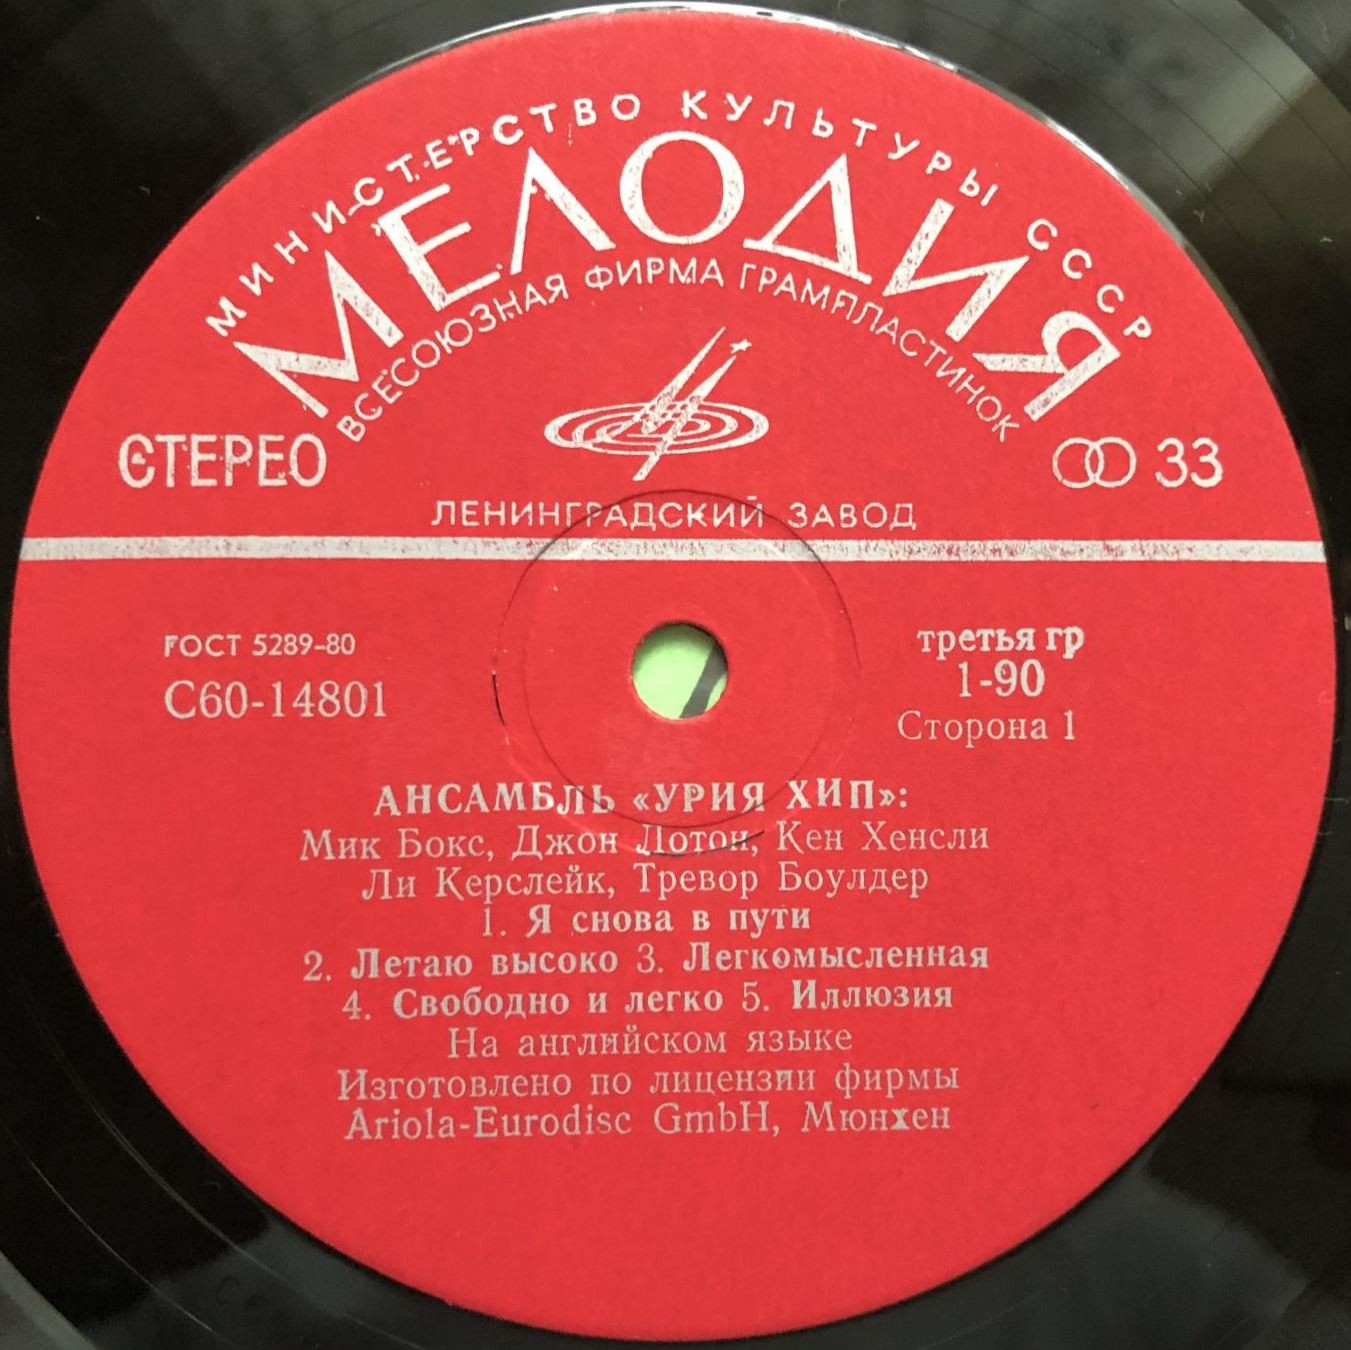 МИНИСТЕРСТВО КУЛЬТУРЫ СССР
МЕЛОДИЯ
ВСЕСОЮЗНАЯ ФИРМА ГРАМПЛАСТИНОК
СТЕРЕО
33
ЛЕНИНГРАДСКИЙ ЗАВОД
ГОСТ 5289-80
С60-14801
третья гр
1-90
Сторона 1
АНСАМБЛЬ «УРИЯ ХИП»:
Мик Бокс, Джон Лотон, Кен Хенсли
Ли Керслейк, Тревор Боулдер
1. Я снова в пути
2. Летаю высоко 3. Легкомысленная
4. Свободно и легко 5. Иллюзия
На английском языке
Изготовлено по лицензии фирмы
Ariola-Eurodisc GmbH, Мюнхен